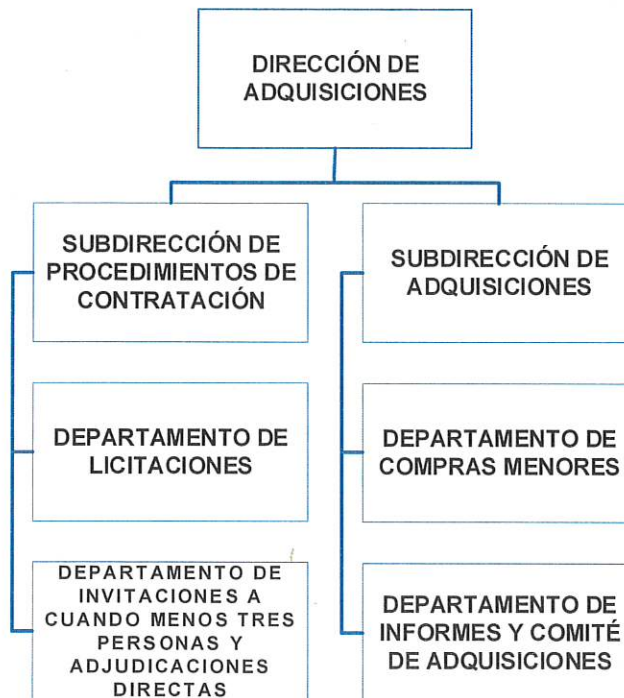 DIRECCIÓN DE
ADQUISICIONES
SUBDIRECCIÓN DE
PROCEDIMIENTOS DE
CONTRATACIÓN
SUBDIRECCIÓN DE
ADQUISICIONES
DEPARTAMENTO DE
LICITACIONES
DEPARTAMENTO DE
COMPRAS MENORES
DEPARTAMENTO DE
INVITACIONES A
CUANDO MENOS TRES
PERSONAS Y
ADJUDICACIONES
DIRECTAS
DEPARTAMENTO DE
INFORMES Y COMITÉ
DE ADQUISICIONES